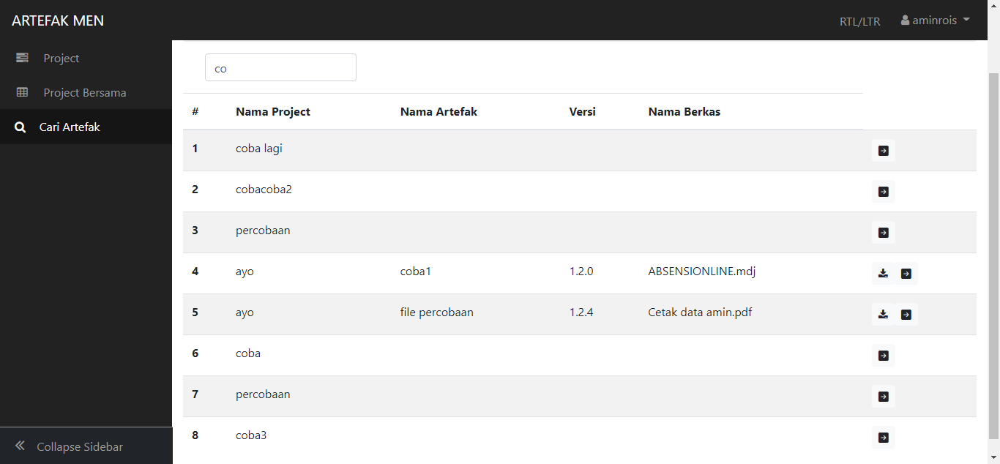 ARTEFAK MEN
RTL/LTR
aminrois
Project
Project Bersama
Cari Artefak
Collapse Sidebar
co
# Nama Project Nama Artefak Versi Nama Berkas
1 coba lagi
2 cobacoba2
3 percobaan
4 ayo coba1 1.2.0 ABSENSIONLINE.mdj
5 ayo file percobaan 1.2.4 Cetak data amin.pdf
6 coba
7 percobaan
8 coba3